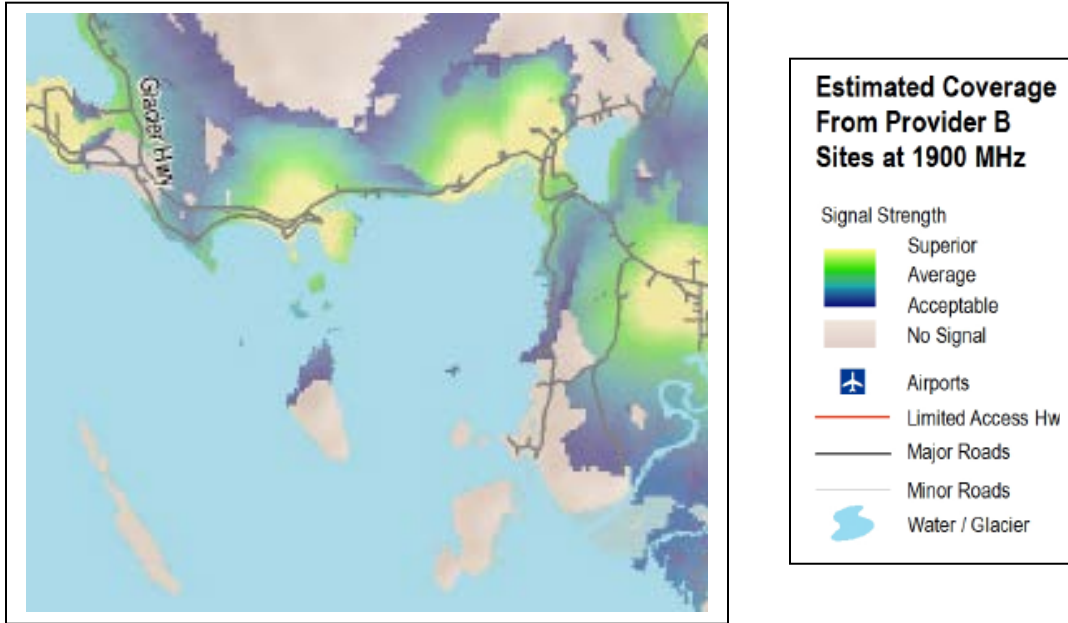 Glacier Hwy
Estimated Coverage
From Provider B
Sites at 1900 MHz
Signal Strength
Superior
Average
Acceptable
No Signal
Airports
Limited Access Hw
Major Roads
Minor Roads
Water / Glacier